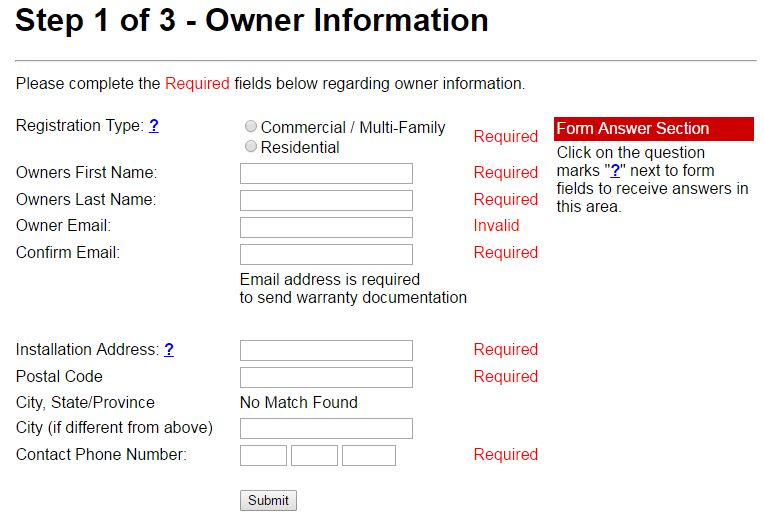 Step 1 of 3 - Owner Information
Please complete the Required fields below regarding owner information.
Registration Type: ?
Commercial / Multi-Family
Residential
Required
Owners First Name: Required
Owners Last Name: Required
Owner Email: Invalid
Confirm Email: Required
Email address is required
to send warranty documentation
Installation Address: ? Required
Postal Code Required
City, State/Province No Match Found
City (if different from above)
Contact Phone Number: Required
Submit
Form Answer Section
Click on the question
marks "?" next to form
fields to receive answers in
this area.